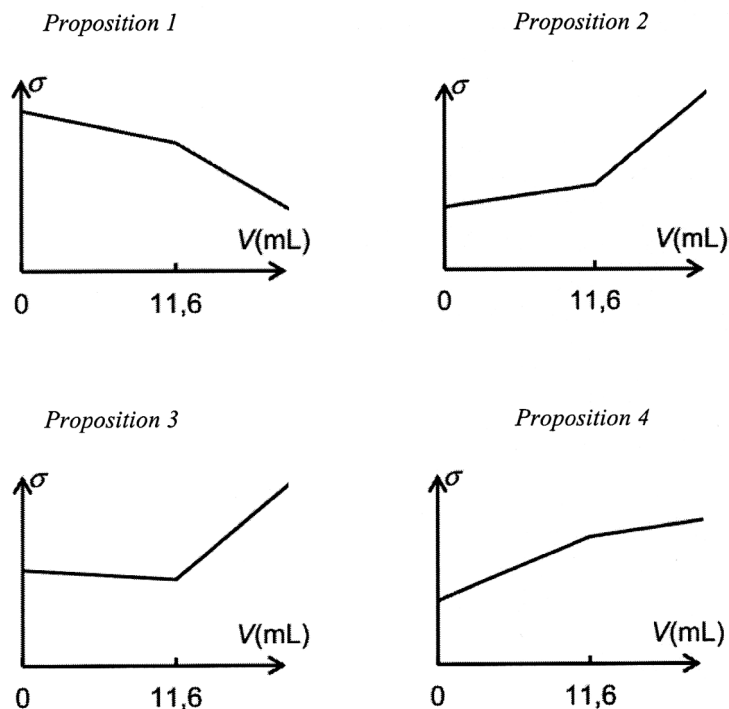 Proposition 1
σ
V(mL)
0 11,6
Proposition 2
σ
V(mL)
0 11,6
Proposition 3
σ
V(mL)
0 11,6
Proposition 4
σ
V(mL)
0 11,6